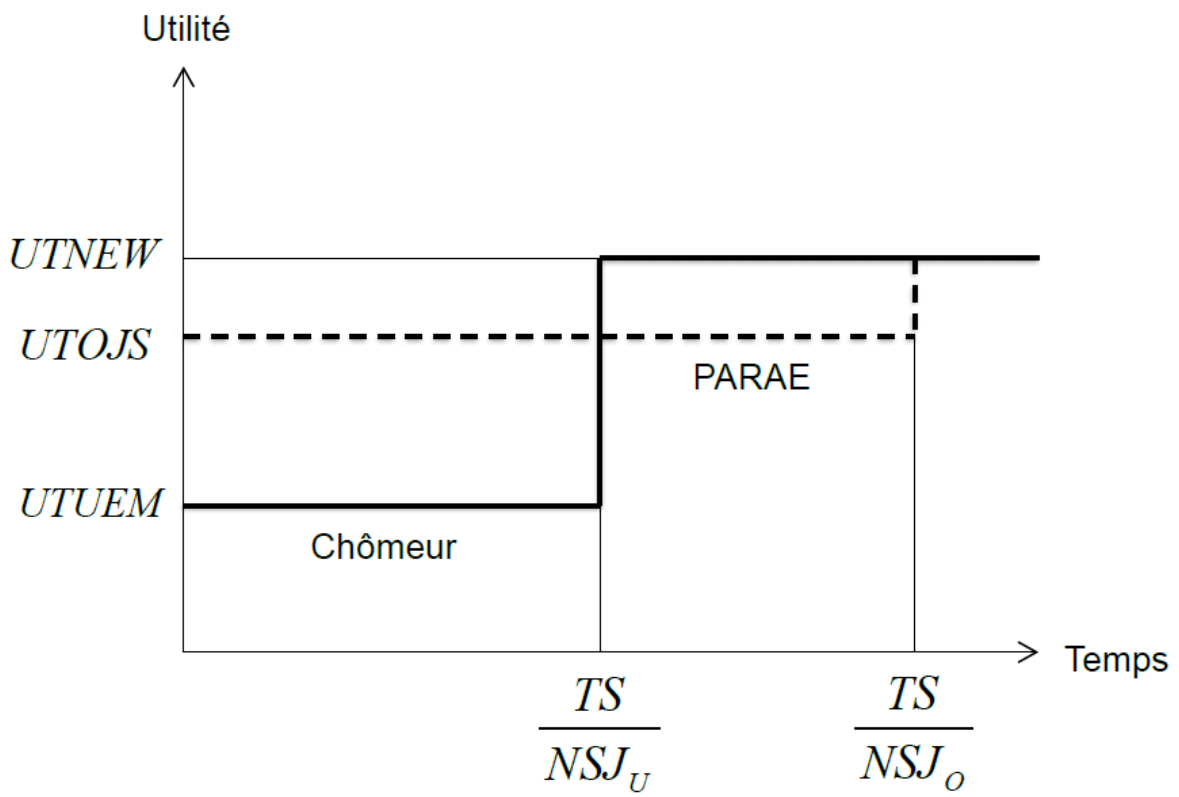 Utilité
UTNEW
UTOJS
PARAE
UTUEM
Chômeur
Temps
TS
NSJ_U
TS
NSJ_O